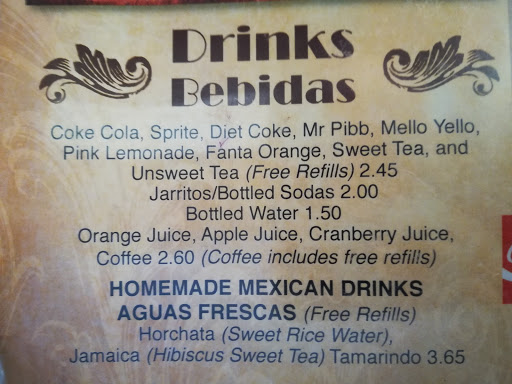 Drinks
Bebidas
Coke Cola, Sprite, Diet Coke, Mr Pibb, Mello Yello,
Pink Lemonade, Fanta Orange, Sweet Tea, and
Unsweet Tea (Free Refills) 2.45
Jarritos/Bottled Sodas 2.00
Bottled Water 1.50
Orange Juice, Apple Juice, Cranberry Juice,
Coffee 2.60 (Coffee includes free refills)
HOMEMADE MEXICAN DRINKS
AGUAS FRESCAS (Free Refills)
Horchata (Sweet Rice Water),
Jamaica (Hibiscus Sweet Tea) Tamarindo 3.65